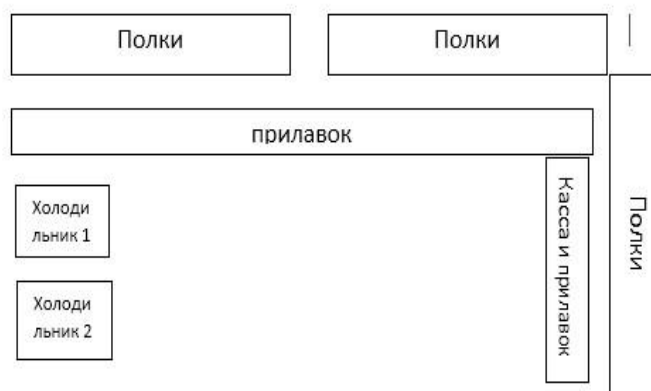 Полки
Полки
прилавок
Холоди
льник 1
Холоди
льник 2
Касса и прилавок
Полки